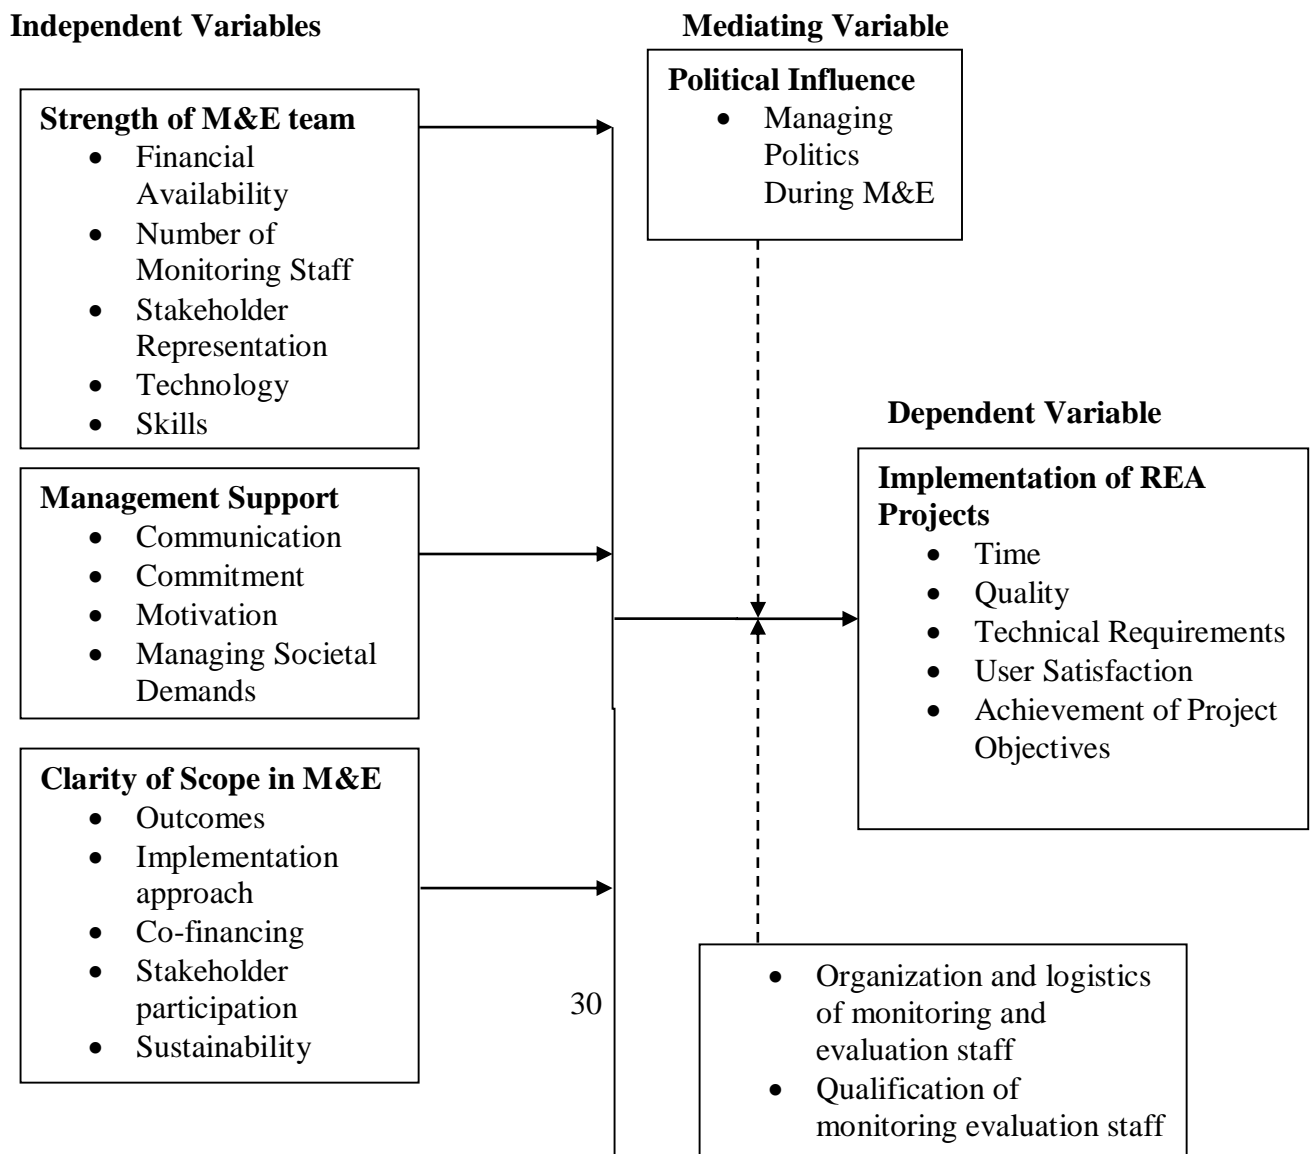 Independent Variables
Strength of M&E team
• Financial
Availability
• Number of
Monitoring Staff
• Stakeholder
Representation
• Technology
• Skills
Management Support
• Communication
• Commitment
• Motivation
• Managing Societal
Demands
Clarity of Scope in M&E
• Outcomes
• Implementation
approach
• Co-financing
• Stakeholder
participation
• Sustainability
Mediating Variable
Political Influence
• Managing
Politics
During M&E
Dependent Variable
Implementation of REA
Projects
• Time
• Quality
• Technical Requirements
• User Satisfaction
• Achievement of Project
Objectives
• Organization and logistics
of monitoring and
evaluation staff
• Qualification of
monitoring evaluation staff
30